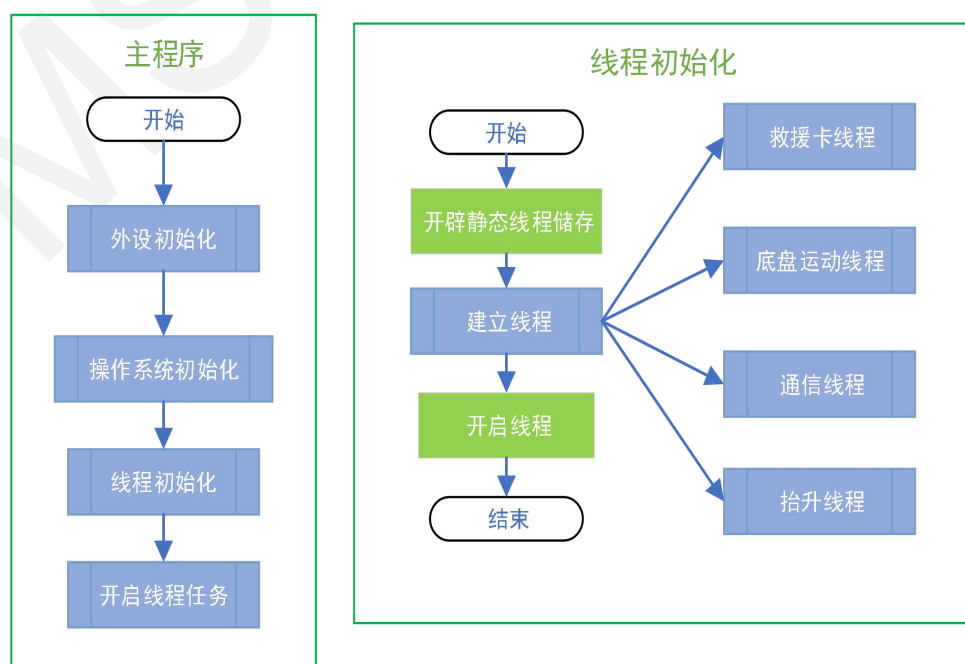 主程序
开始
外设初始化
操作系统初始化
线程初始化
开启线程任务
线程初始化
开始
开辟静态线程储存
建立线程
开启线程
结束
救援卡线程
底盘运动线程
通信线程
抬升线程